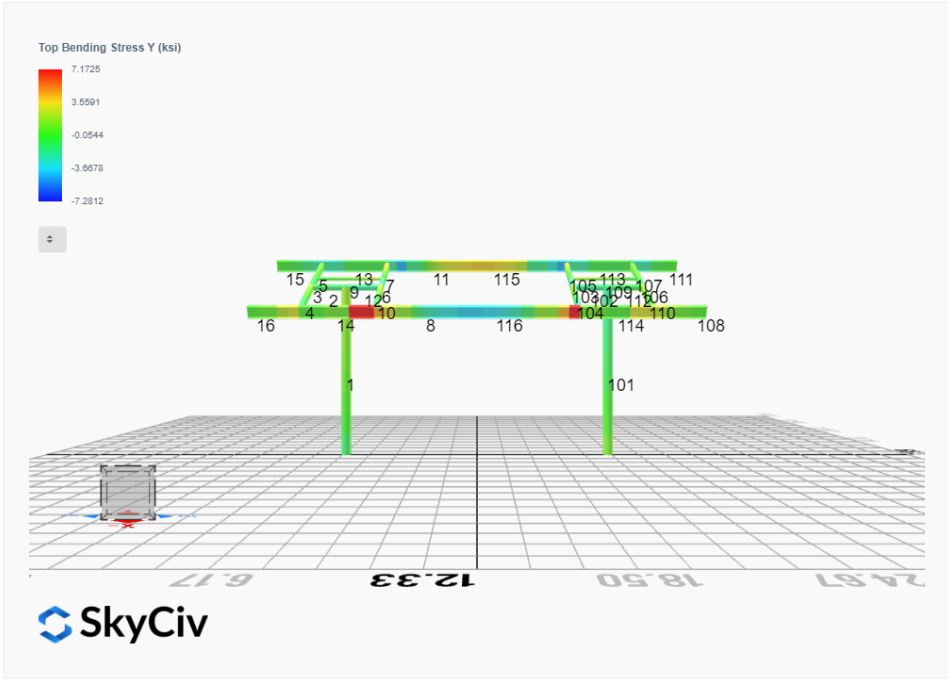 Top Bending Stress Y (ksi)
7.1725
3.5591
-0.0544
-3.6678
-7.2812
15 13 11 115 113 111
5 7 105 107
3 9 103 109 106
2 12 6 102 112
16 4 10 104 110
14 8 116 114 108
1 101
6.17 12.33 18.50 24.67
SkyCiv